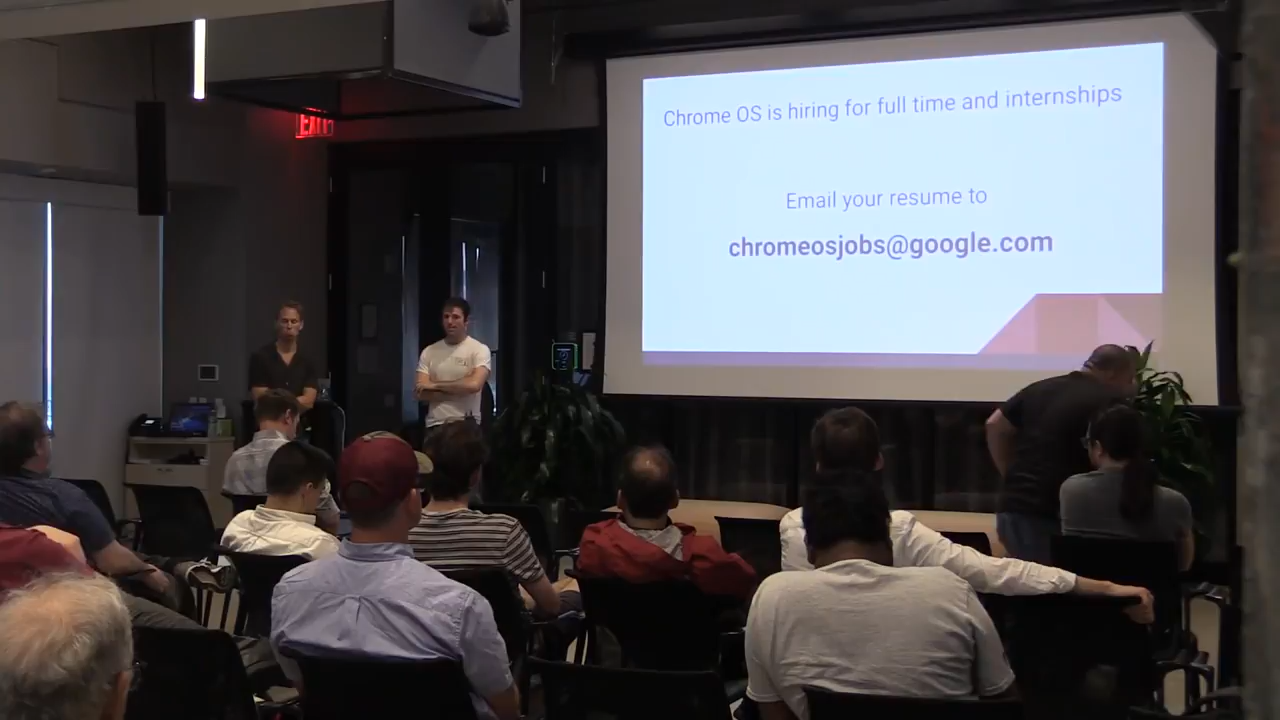 Chrome OS is hiring for full time and internships
EXIT
Email your resume to
chromeosjobs@google.com